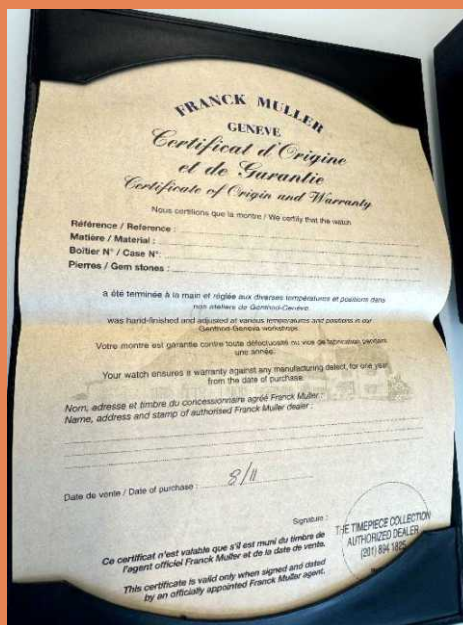 FRANCK MULLER
GENEVE
Certificat d'Origine
et de Garantie
Certificate of Origin and Warranty
Nous certifions que la montre / We certify that the watch
Référence / Reference :
Matière / Material :
Boîtier N° / Case N°:
Pierres / Gem stones :
a été terminée à la main et réglée aux diverses températures et positions dans
nos ateliers de Genthod-Genève.
was hand-finished and adjusted at various temperatures and positions in our
Genthod-Geneva workshops.
Votre montre est garantie contre toute défectuosité ou vice de fabrication pendant
une année.
Your watch ensures a warranty against any manufacturing defect, for one year
from the date of purchase.
Nom, adresse et timbre du concessionnaire agréé Franck Muller :
Name, address and stamp of authorised Franck Muller dealer :
Date de vente / Date of purchase : 8/11
Signature :
THE TIMEPIECE COLLECTION
AUTHORIZED DEALER
(201) 894 1825
Ce certificat n'est valable que s'il est muni du timbre de
l'agent officiel Franck Muller et de la date de vente.
This certificate is valid only when signed and dated
by an officially appointed Franck Muller agent.